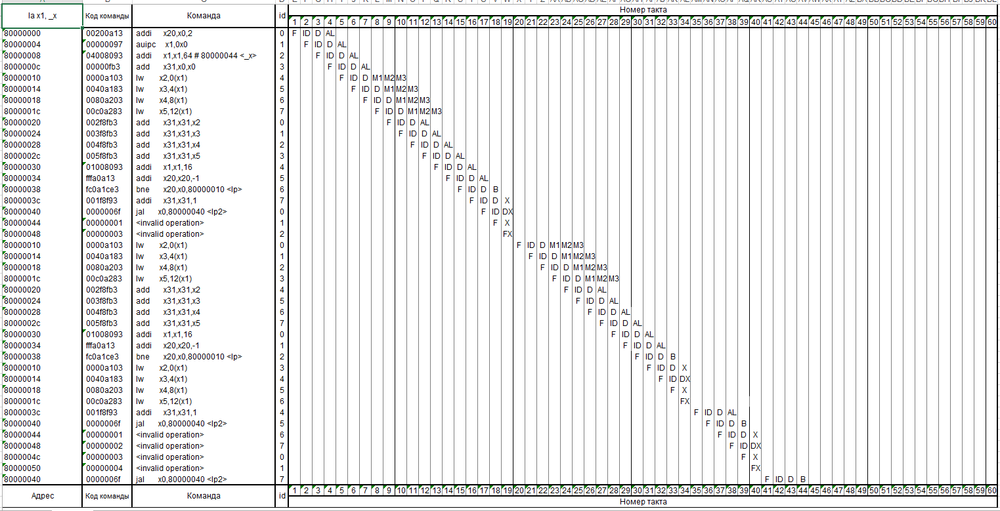 la x1, _x Код команды Команда id Номер такта
1 2 3 4 5 6 7 8 9 10 11 12 13 14 15 16 17 18 19 20 21 22 23 24 25 26 27 28 29 30 31 32 33 34 35 36 37 38 39 40 41 42 43 44 45 46 47 48 49 50 51 52 53 54 55 56 57 58 59 60
80000000 00200a13 addi x20,x0,2 0 F ID D AL
80000004 00000097 auipc x1,0x0 1 F ID D AL
80000008 04008093 addi x1,x1,64 # 80000044 <_x> 2 F ID D AL
8000000c 00000fb3 add x31,x0,x0 3 F ID D AL
80000010 0000a103 lw x2,0(x1) 4 F ID D M1 M2 M3
80000014 0040a183 lw x3,4(x1) 5 F ID D M1 M2 M3
80000018 0080a203 lw x4,8(x1) 6 F ID D M1 M2 M3
8000001c 00c0a283 lw x5,12(x1) 7 F ID D M1 M2 M3
80000020 002f8fb3 add x31,x31,x2 0 F ID D AL
80000024 003f8fb3 add x31,x31,x3 1 F ID D AL
80000028 004f8fb3 add x31,x31,x4 2 F ID D AL
8000002c 005f8fb3 add x31,x31,x5 3 F ID D AL
80000030 01008093 addi x1,x1,16 4 F ID D AL
80000034 fffa0a13 addi x20,x20,-1 5 F ID D AL
80000038 fc0a1ce3 bne x20,x0,80000010 <lp> 6 F ID D B
8000003c 001f8f93 addi x31,x31,1 7 F ID D X
80000040 0000006f jal x0,80000040 <lp2> 0 F ID DX
80000044 00000001 <invalid operation> 1 F X
80000048 00000003 <invalid operation> 2 FX
80000010 0000a103 lw x2,0(x1) 0 F ID D M1 M2 M3
80000014 0040a183 lw x3,4(x1) 1 F ID D M1 M2 M3
80000018 0080a203 lw x4,8(x1) 2 F ID D M1 M2 M3
8000001c 00c0a283 lw x5,12(x1) 3 F ID D M1 M2 M3
80000020 002f8fb3 add x31,x31,x2 4 F ID D AL
80000024 003f8fb3 add x31,x31,x3 5 F ID D AL
80000028 004f8fb3 add x31,x31,x4 6 F ID D AL
8000002c 005f8fb3 add x31,x31,x5 7 F ID D AL
80000030 01008093 addi x1,x1,16 0 F ID D AL
80000034 fffa0a13 addi x20,x20,-1 1 F ID D AL
80000038 fc0a1ce3 bne x20,x0,80000010 <lp> 2 F ID D B
80000010 0000a103 lw x2,0(x1) 3 F ID D X
80000014 0040a183 lw x3,4(x1) 4 F ID DX
80000018 0080a203 lw x4,8(x1) 5 F X
8000001c 00c0a283 lw x5,12(x1) 6 FX
8000003c 001f8f93 addi x31,x31,1 4 F ID D AL
80000040 0000006f jal x0,80000040 <lp2> 5 F ID D B
80000044 00000001 <invalid operation> 6 F ID D X
80000048 00000002 <invalid operation> 7 F ID DX
8000004c 00000003 <invalid operation> 0 F X
80000050 00000004 <invalid operation> 1 FX
80000040 0000006f jal x0,80000040 <lp2> 7 F ID D B
Адрес Код команды Команда id 1 2 3 4 5 6 7 8 9 10 11 12 13 14 15 16 17 18 19 20 21 22 23 24 25 26 27 28 29 30 31 32 33 34 35 36 37 38 39 40 41 42 43 44 45 46 47 48 49 50 51 52 53 54 55 56 57 58 59 60
Номер такта